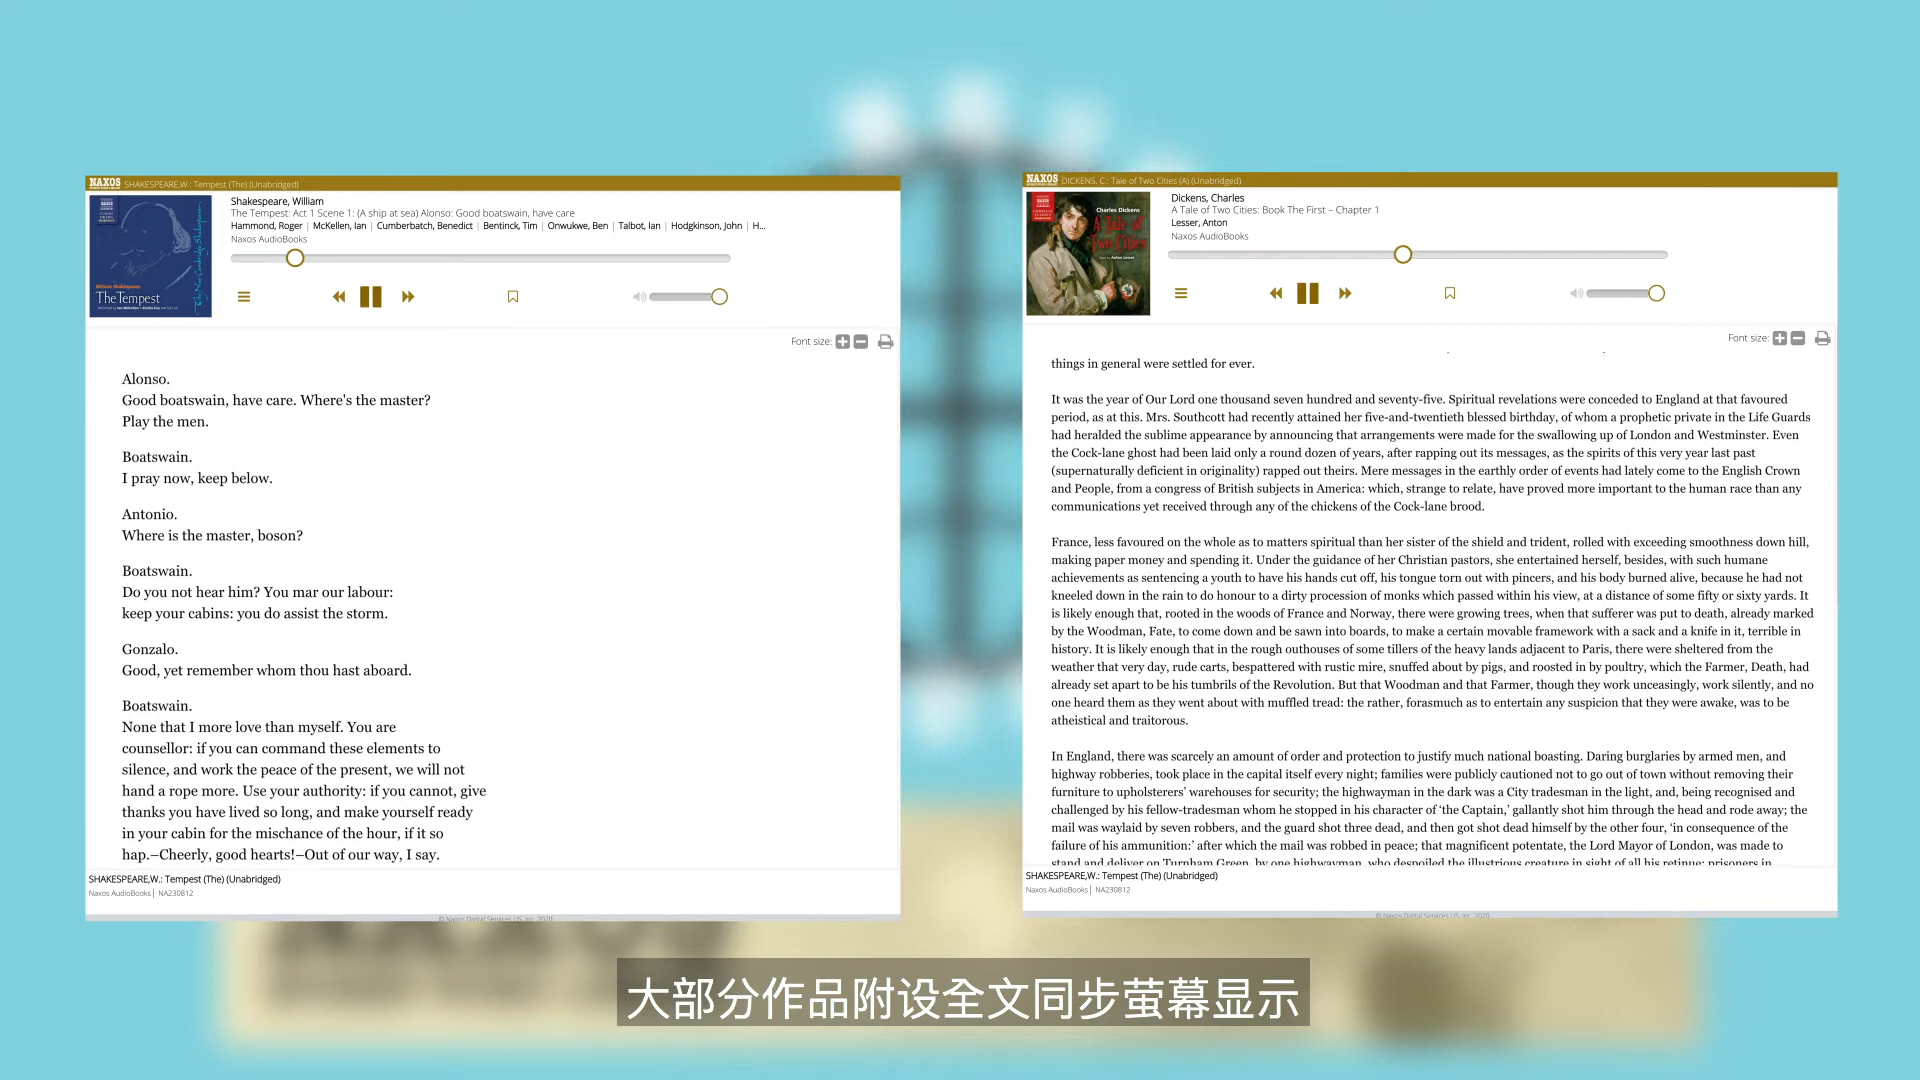 NAXOS SHAKESPEARE,W.: Tempest (The) (Unabridged)
William Shakespeare
The Tempest
The New Cambridge Shakespeare
Shakespeare, William
The Tempest: Act 1 Scene 1: (A ship at sea) Alonso: Good boatswain, have care
Hammond, Roger | McKellen, Ian | Cumberbatch, Benedict | Bentinck, Tim | Onwukwe, Ben | Talbot, Ian | Hodgkinson, John | H...
Naxos AudioBooks
Font size:
Alonso.
Good boatswain, have care. Where's the master?
Play the men.
Boatswain.
I pray now, keep below.
Antonio.
Where is the master, boson?
Boatswain.
Do you not hear him? You mar our labour:
keep your cabins: you do assist the storm.
Gonzalo.
Good, yet remember whom thou hast aboard.
Boatswain.
None that I more love than myself. You are
counsellor: if you can command these elements to
silence, and work the peace of the present, we will not
hand a rope more. Use your authority: if you cannot, give
thanks you have lived so long, and make yourself ready
in your cabin for the mischance of the hour, if it so
hap.–Cheerly, good hearts!–Out of our way, I say.
SHAKESPEARE,W.: Tempest (The) (Unabridged)
Naxos AudioBooks | NA230812
© Naxos Digital Services US, Inc. 2020
NAXOS DICKENS, C.: Tale of Two Cities (A) (Unabridged)
Charles Dickens
A Tale of
Two Cities
Dickens, Charles
A Tale of Two Cities: Book The First – Chapter 1
Lesser, Anton
Naxos AudioBooks
Font size:
things in general were settled for ever.
It was the year of Our Lord one thousand seven hundred and seventy-five. Spiritual revelations were conceded to England at that favoured
period, as at this. Mrs. Southcott had recently attained her five-and-twentieth blessed birthday, of whom a prophetic private in the Life Guards
had heralded the sublime appearance by announcing that arrangements were made for the swallowing up of London and Westminster. Even
the Cock-lane ghost had been laid only a round dozen of years, after rapping out its messages, as the spirits of this very year last past
(supernaturally deficient in originality) rapped out theirs. Mere messages in the earthly order of events had lately come to the English Crown
and People, from a congress of British subjects in America: which, strange to relate, have proved more important to the human race than any
communications yet received through any of the chickens of the Cock-lane brood.
France, less favoured on the whole as to matters spiritual than her sister of the shield and trident, rolled with exceeding smoothness down hill,
making paper money and spending it. Under the guidance of her Christian pastors, she entertained herself, besides, with such humane
achievements as sentencing a youth to have his hands cut off, his tongue torn out with pincers, and his body burned alive, because he had not
kneeled down in the rain to do honour to a dirty procession of monks which passed within his view, at a distance of some fifty or sixty yards. It
is likely enough that, rooted in the woods of France and Norway, there were growing trees, when that sufferer was put to death, already marked
by the Woodman, Fate, to come down and be sawn into boards, to make a certain movable framework with a sack and a knife in it, terrible in
history. It is likely enough that in the rough outhouses of some tillers of the heavy lands adjacent to Paris, there were sheltered from the
weather that very day, rude carts, bespattered with rustic mire, snuffed about by pigs, and roosted in by poultry, which the Farmer, Death, had
already set apart to be his tumbrils of the Revolution. But that Woodman and that Farmer, though they work unceasingly, work silently, and no
one heard them as they went about with muffled tread: the rather, forasmuch as to entertain any suspicion that they were awake, was to be
atheistical and traitorous.
In England, there was scarcely an amount of order and protection to justify much national boasting. Daring burglaries by armed men, and
highway robberies, took place in the capital itself every night; families were publicly cautioned not to go out of town without removing their
furniture to upholsterers’ warehouses for security; the highwayman in the dark was a City tradesman in the light, and, being recognised and
challenged by his fellow-tradesman whom he stopped in his character of ‘the Captain,’ gallantly shot him through the head and rode away; the
mail was waylaid by seven robbers, and the guard shot three dead, and then got shot dead himself by the other four, ‘in consequence of the
failure of his ammunition:’ after which the mail was robbed in peace; that magnificent potentate, the Lord Mayor of London, was made to
stand and deliver on Turnham Green, by one highwayman, who despoiled the illustrious creature in sight of all his retinue; prisoners in
SHAKESPEARE,W.: Tempest (The) (Unabridged)
Naxos AudioBooks | NA230812
© Naxos Digital Services US, Inc. 2020
大部分作品附设全文同步萤幕显示